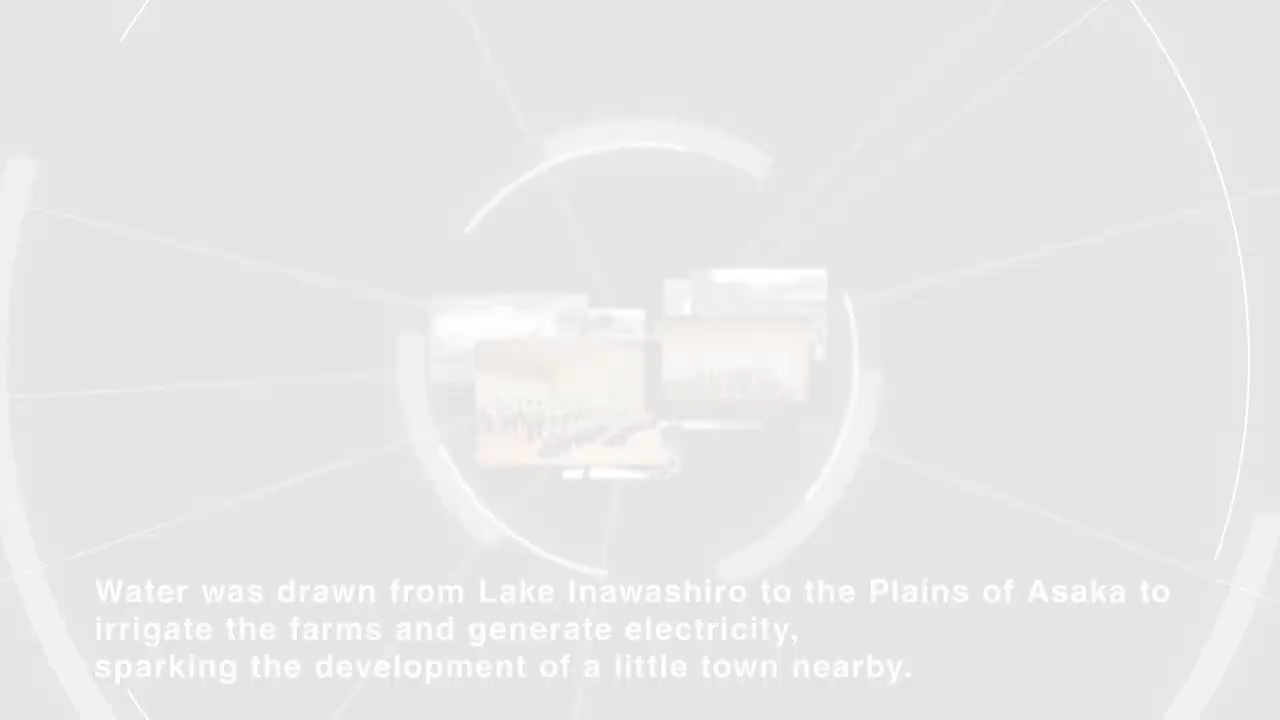 Water was drawn from Lake Inawashiro to the Plains of Asaka to
irrigate the farms and generate electricity,
sparking the development of a little town nearby.